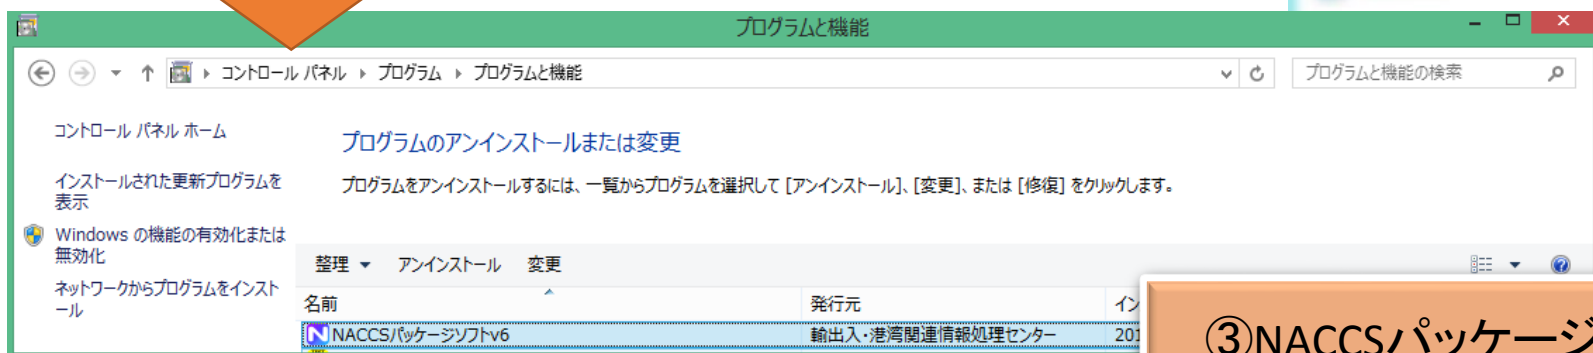 プログラムと機能
コントロール パネル プログラム プログラムと機能
プログラムと機能の検索
コントロール パネル ホーム
インストールされた更新プログラムを
表示
Windows の機能の有効化または
無効化
ネットワークからプログラムをインスト
ール
プログラムのアンインストールまたは変更
プログラムをアンインストールするには、一覧からプログラムを選択して [アンインストール]、[変更]、または [修復] をクリックします。
整理 アンインストール 変更
名前 発行元 イン
NACCSパッケージソフトv6 輸出入・港湾関連情報処理センター 201
③NACCSパッケージ